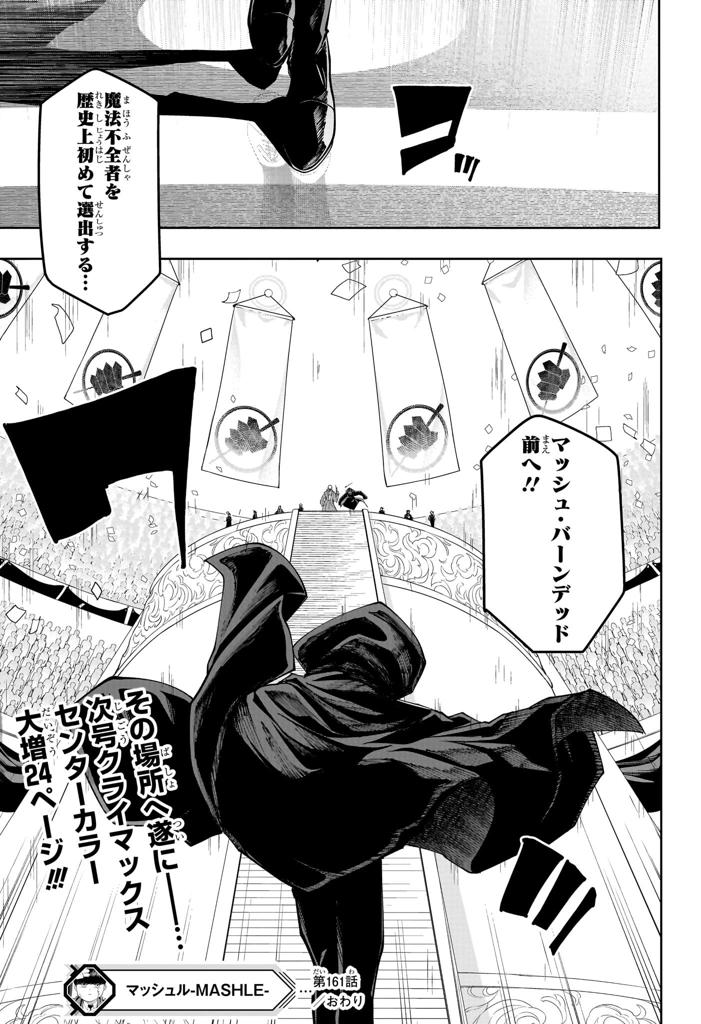 魔法不全者を
歴史上初めて選出する…
マッシュ・バーンデッド
前へ!!
その場所へ遂に――…
次号クライマックス
センターカラー
大増24ページ!!!
マッシュル-MASHLE-
…第161話
おわり